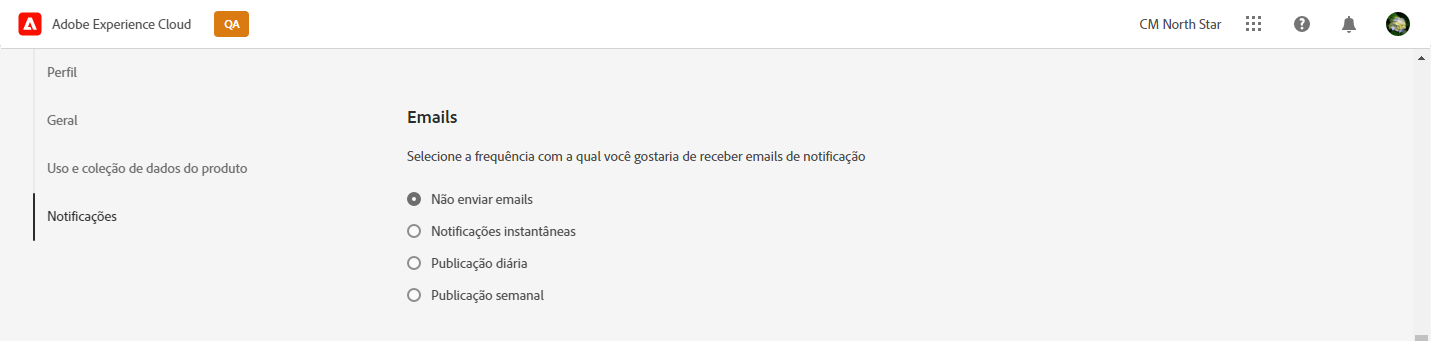 Adobe Experience Cloud QA CM North Star
Perfil
Geral
Uso e coleção de dados do produto
Notificações
Emails
Selecione a frequência com a qual você gostaria de receber emails de notificação
Não enviar emails
Notificações instantâneas
Publicação diária
Publicação semanal